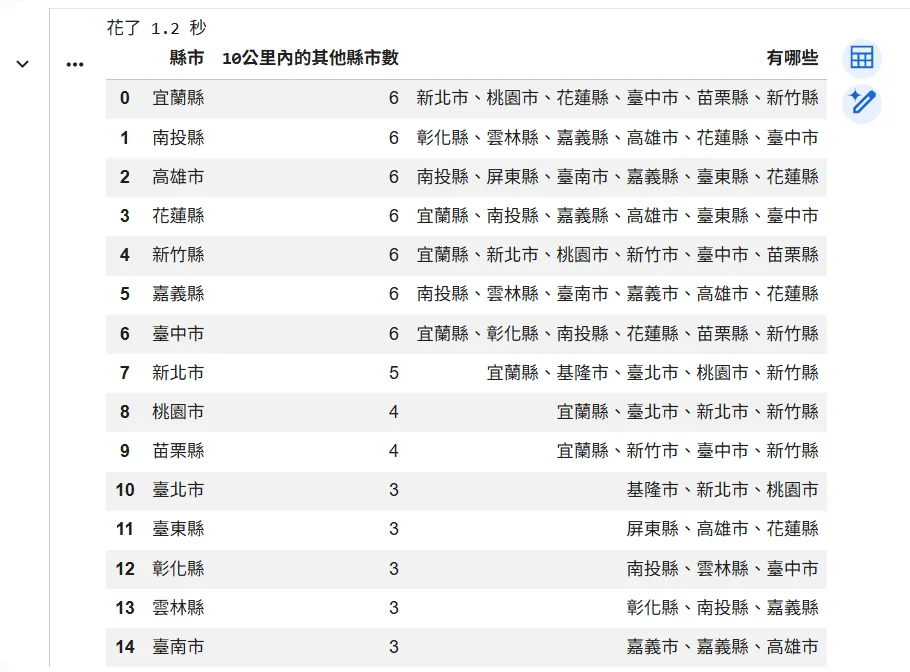 花了 1.2 秒
縣市 10公里內的其他縣市數 有哪些
0 宜蘭縣 6 新北市、桃園市、花蓮縣、臺中市、苗栗縣、新竹縣
1 南投縣 6 彰化縣、雲林縣、嘉義縣、高雄市、花蓮縣、臺中市
2 高雄市 6 南投縣、屏東縣、臺南市、嘉義縣、臺東縣、花蓮縣
3 花蓮縣 6 宜蘭縣、南投縣、嘉義縣、高雄市、臺東縣、臺中市
4 新竹縣 6 宜蘭縣、新北市、桃園市、新竹市、臺中市、苗栗縣
5 嘉義縣 6 南投縣、雲林縣、臺南市、嘉義市、高雄市、花蓮縣
6 臺中市 6 宜蘭縣、彰化縣、南投縣、花蓮縣、苗栗縣、新竹縣
7 新北市 5 宜蘭縣、基隆市、臺北市、桃園市、新竹縣
8 桃園市 4 宜蘭縣、臺北市、新北市、新竹縣
9 苗栗縣 4 宜蘭縣、新竹市、臺中市、新竹縣
10 臺北市 3 基隆市、新北市、桃園市
11 臺東縣 3 屏東縣、高雄市、花蓮縣
12 彰化縣 3 南投縣、雲林縣、臺中市
13 雲林縣 3 彰化縣、南投縣、嘉義縣
14 臺南市 3 嘉義市、嘉義縣、高雄市